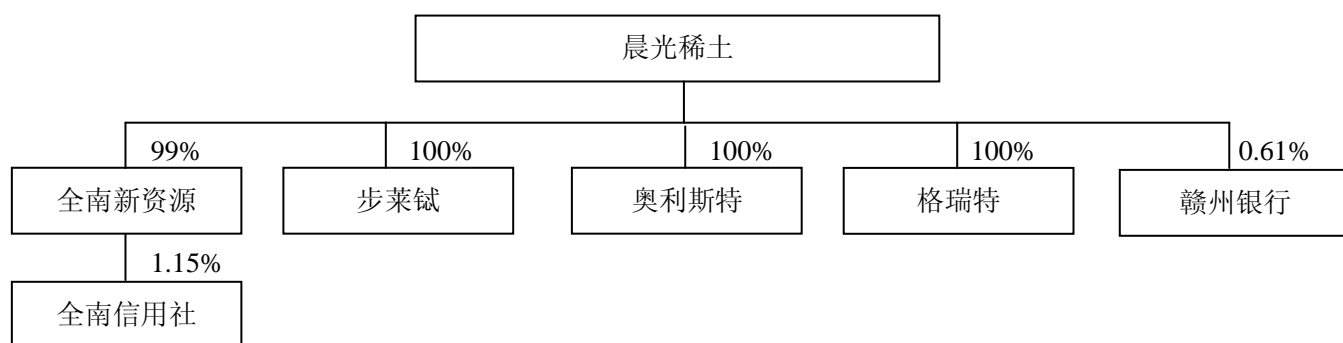 晨光稀土
99%
100%
100%
100%
0.61%
全南新资源
步莱铽
奥利斯特
格瑞特
赣州银行
1.15%
全南信用社